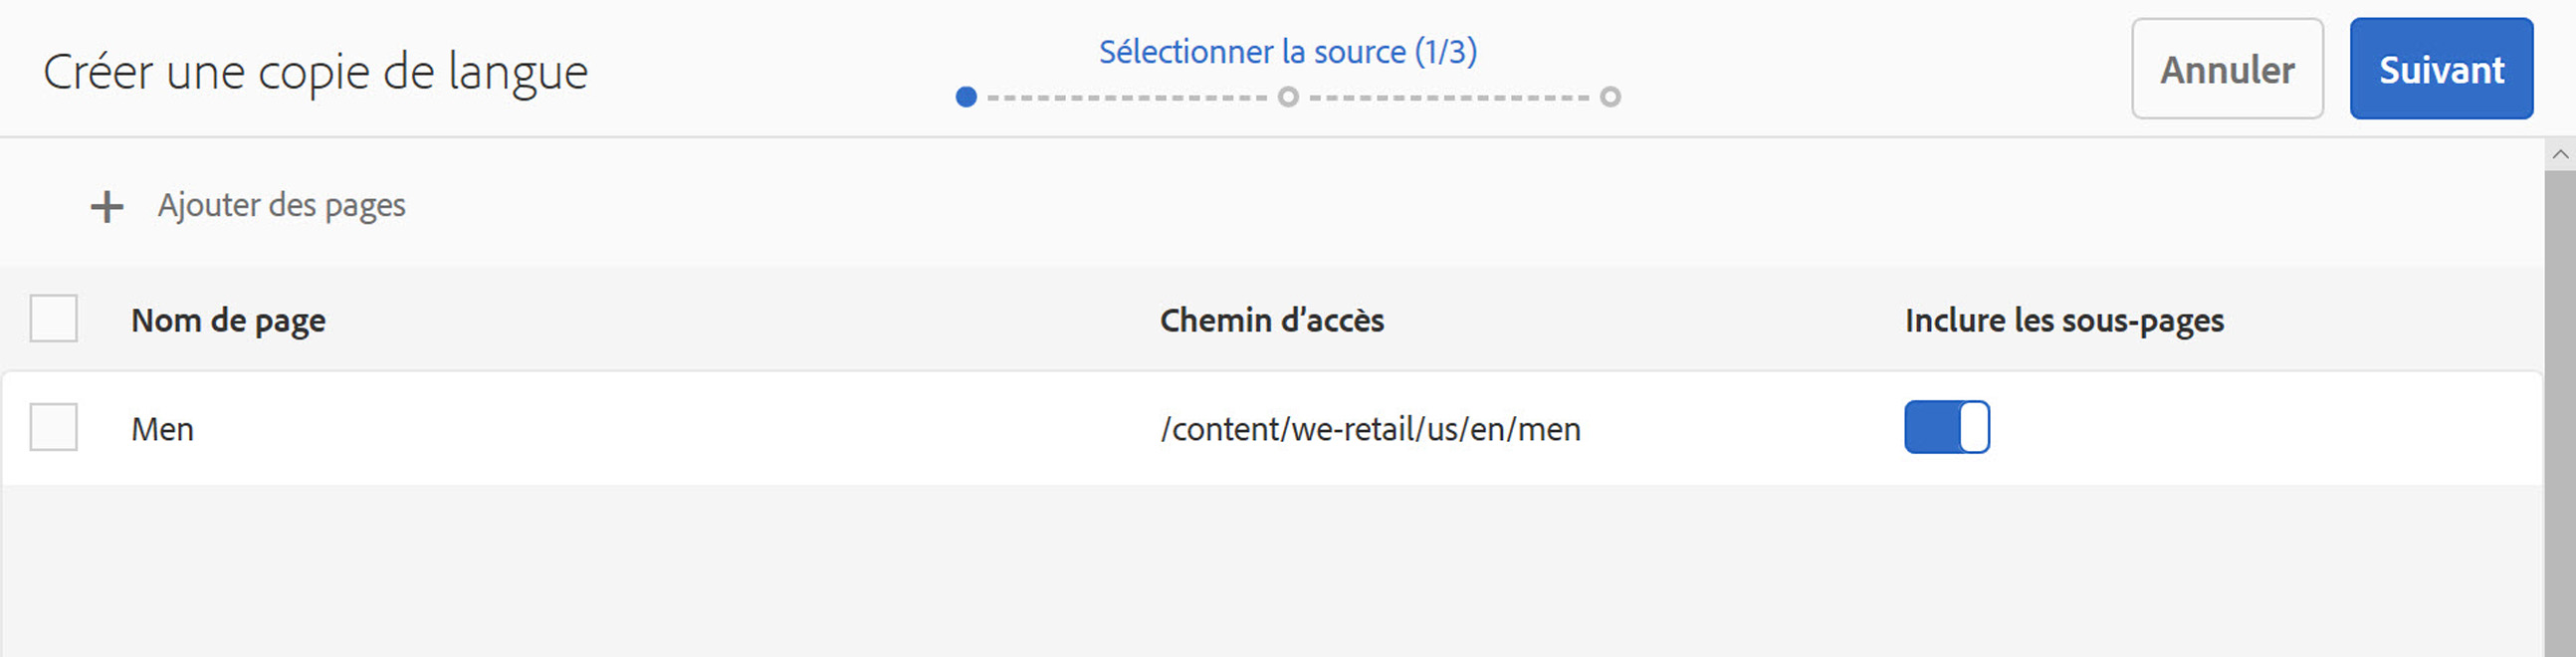 Créer une copie de langue
Sélectionner la source (1/3)
Annuler
Suivant
Ajouter des pages
Nom de page
Chemin d’accès
Inclure les sous-pages
Men
/content/we-retail/us/en/men